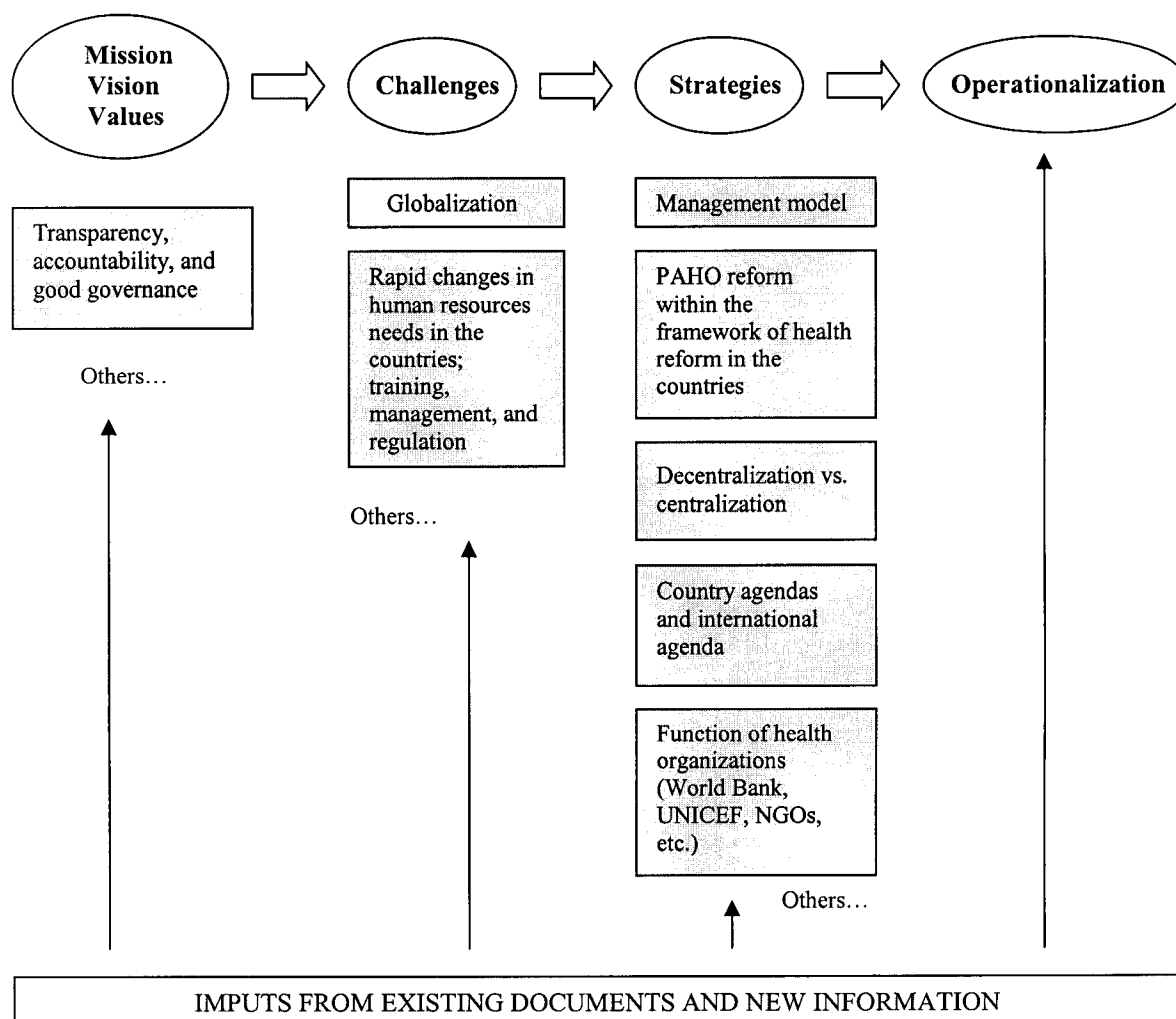 Mission
Vision
Values
Challenges
Strategies
Operationalization
Transparency,
accountability, and
good governance
Others…
Globalization
Rapid changes in
human resources
needs in the
countries;
training,
management, and
regulation
Others…
Management model
PAHO reform
within the
framework of health
reform in the
countries
Decentralization vs.
centralization
Country agendas
and international
agenda
Function of health
organizations
(World Bank,
UNICEF, NGOs,
etc.)
Others…
IMPUTS FROM EXISTING DOCUMENTS AND NEW INFORMATION